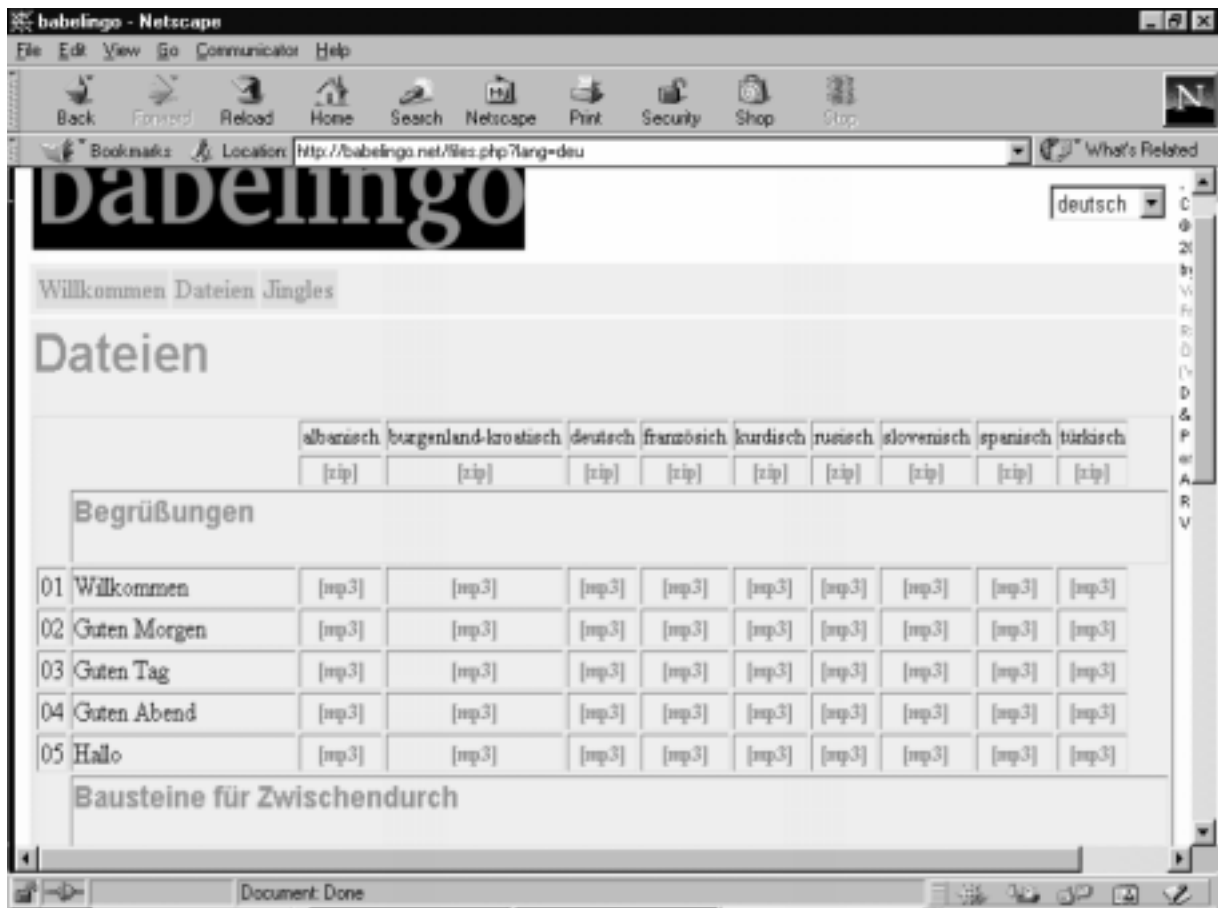 babelingo - Netscape
File Edit View Go Communicator Help
Back Forward Reload Home Search Netscape Print Security Shop Stop
Bookmarks Location: http://babelingo.net/files.php?lang=deu What's Related
babelingo
deutsch
Willkommen Dateien Jingles
Dateien
albanisch burgenland-kroatisch deutsch französich kurdisch rusisch slovenisch spanisch türkisch
[zip] [zip] [zip] [zip] [zip] [zip] [zip] [zip] [zip]
Begrüßungen
01 Willkommen [mp3] [mp3] [mp3] [mp3] [mp3] [mp3] [mp3] [mp3] [mp3]
02 Guten Morgen [mp3] [mp3] [mp3] [mp3] [mp3] [mp3] [mp3] [mp3] [mp3]
03 Guten Tag [mp3] [mp3] [mp3] [mp3] [mp3] [mp3] [mp3] [mp3] [mp3]
04 Guten Abend [mp3] [mp3] [mp3] [mp3] [mp3] [mp3] [mp3] [mp3] [mp3]
05 Hallo [mp3] [mp3] [mp3] [mp3] [mp3] [mp3] [mp3] [mp3] [mp3]
Bausteine für Zwischendurch
Document: Done